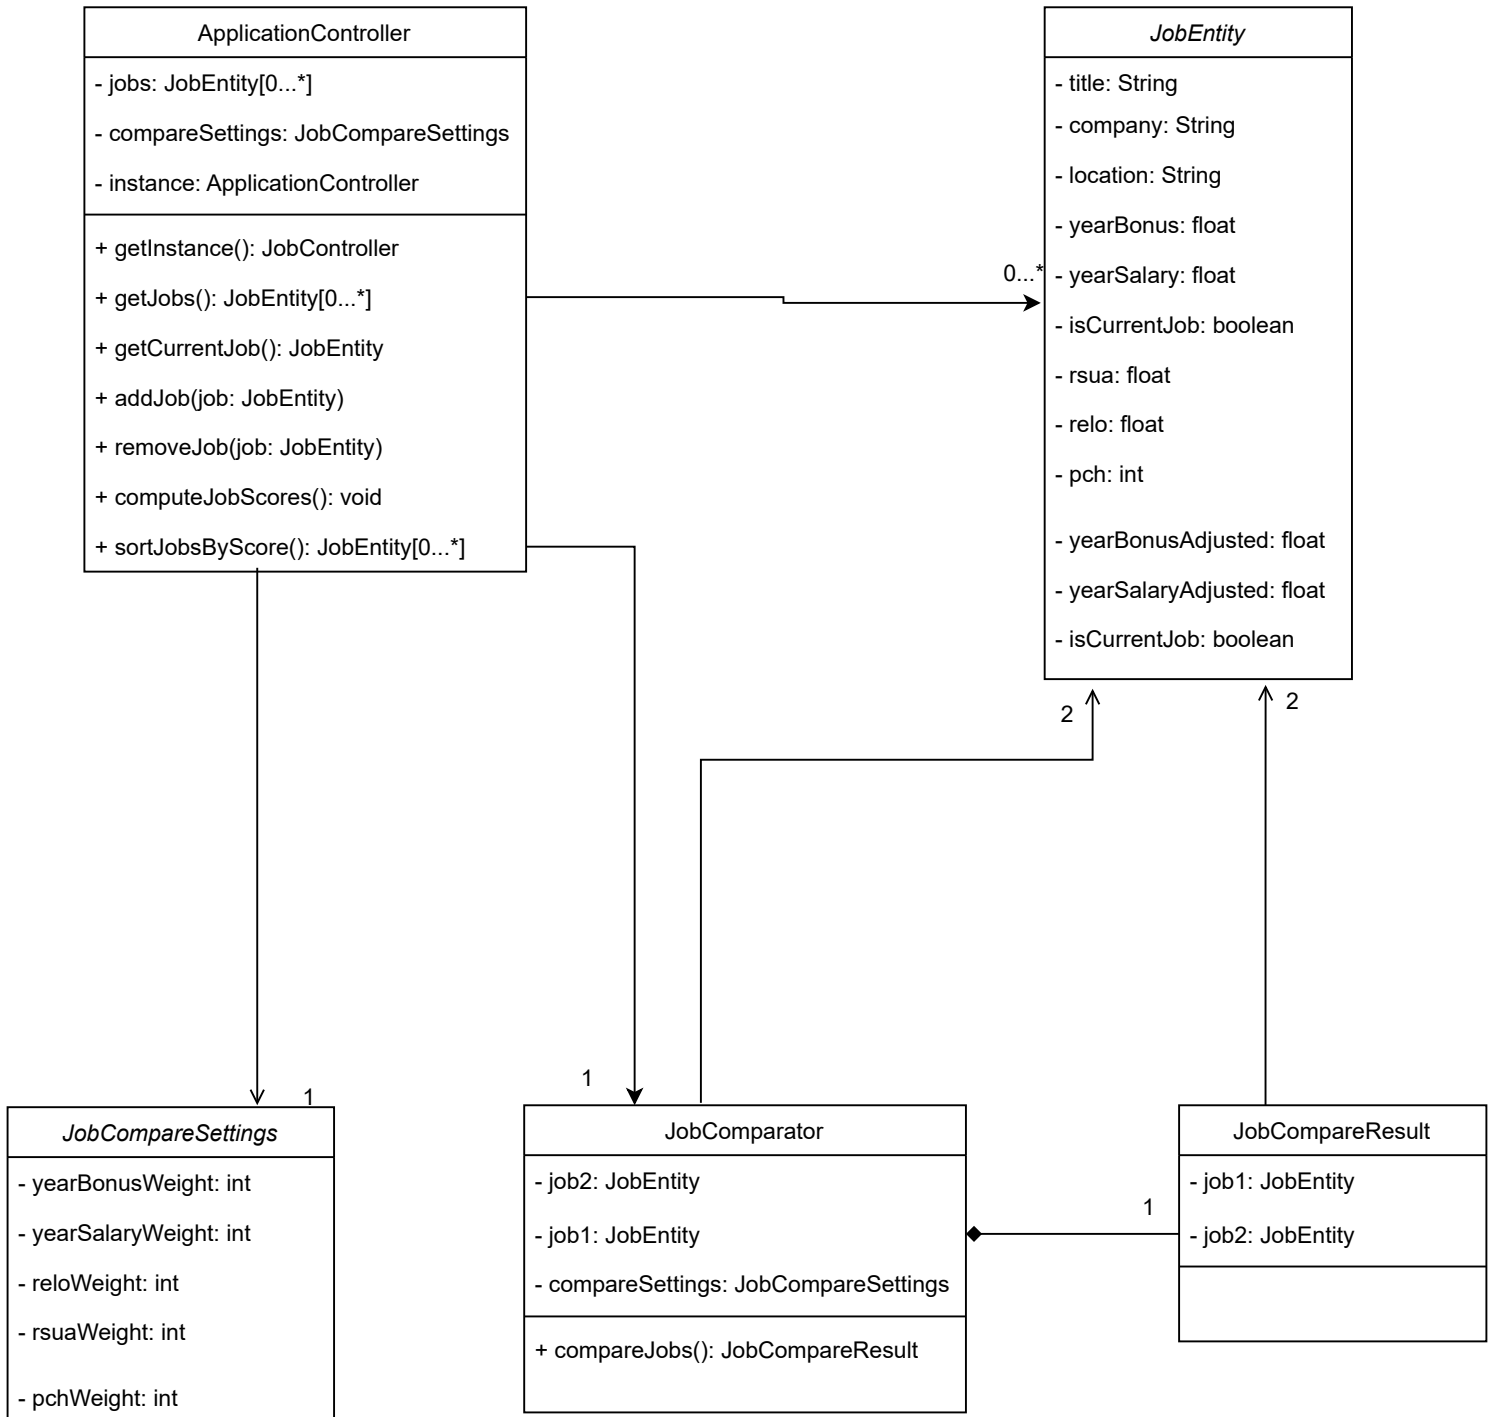 ApplicationController
- jobs: JobEntity[0...*]
- compareSettings: JobCompareSettings
- instance: ApplicationController
+ getInstance(): JobController
+ getJobs(): JobEntity[0...*]
+ getCurrentJob(): JobEntity
+ addJob(job: JobEntity)
+ removeJob(job: JobEntity)
+ computeJobScores(): void
+ sortJobsByScore(): JobEntity[0...*]
0...*
JobEntity
- title: String
- company: String
- location: String
- yearBonus: float
- yearSalary: float
- isCurrentJob: boolean
- rsua: float
- relo: float
- pch: int
- yearBonusAdjusted: float
- yearSalaryAdjusted: float
- isCurrentJob: boolean
2
2
1
JobCompareSettings
- yearBonusWeight: int
- yearSalaryWeight: int
- reloWeight: int
- rsuaWeight: int
- pchWeight: int
1
JobComparator
- job2: JobEntity
- job1: JobEntity
- compareSettings: JobCompareSettings
+ compareJobs(): JobCompareResult
1
JobCompareResult
- job1: JobEntity
- job2: JobEntity